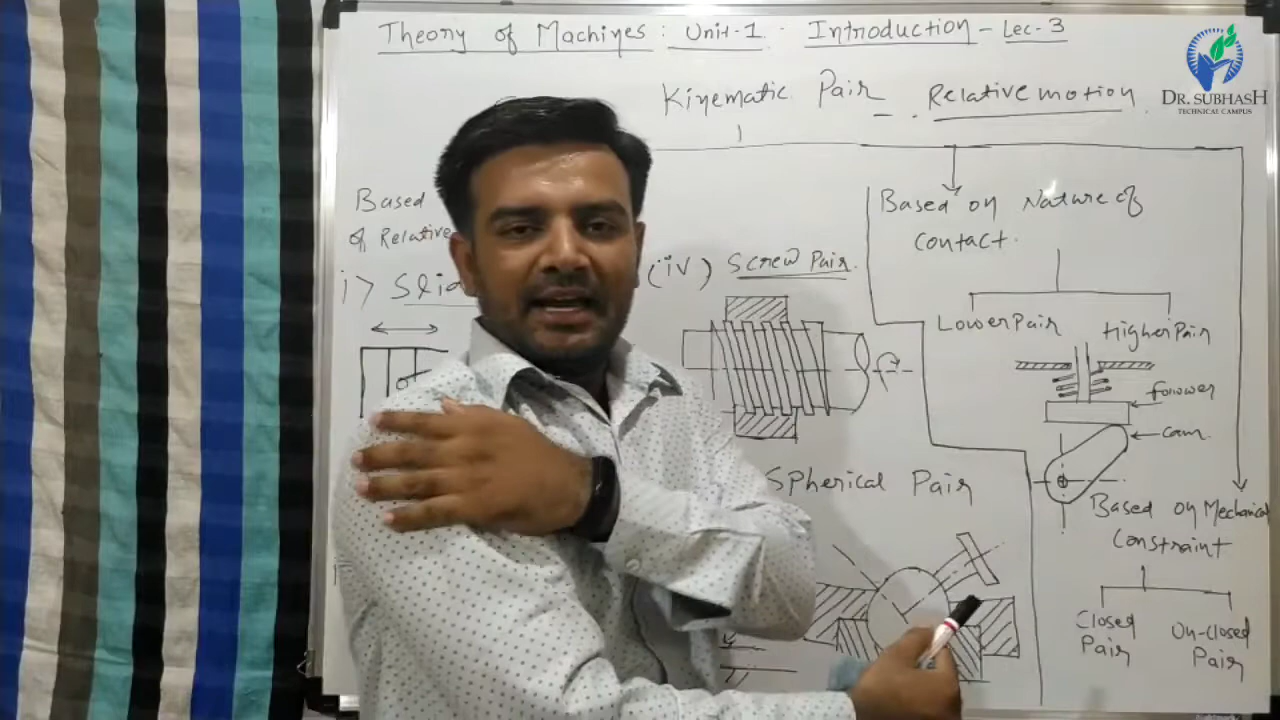 Theory of Machines : Unit-1 . Introduction - Lec-3
DR. SUBHASH
TECHNICAL CAMPUS
Kinematic Pair - Relative motion
Based
of Relative
i) Slid
(iv) Screw Pair.
Spherical Pair
Based on Nature of
contact.
Lower Pair
Higher Pair
follower
cam
Based on Mechanical
Constraint
Closed
Pair
Un-closed
Pair